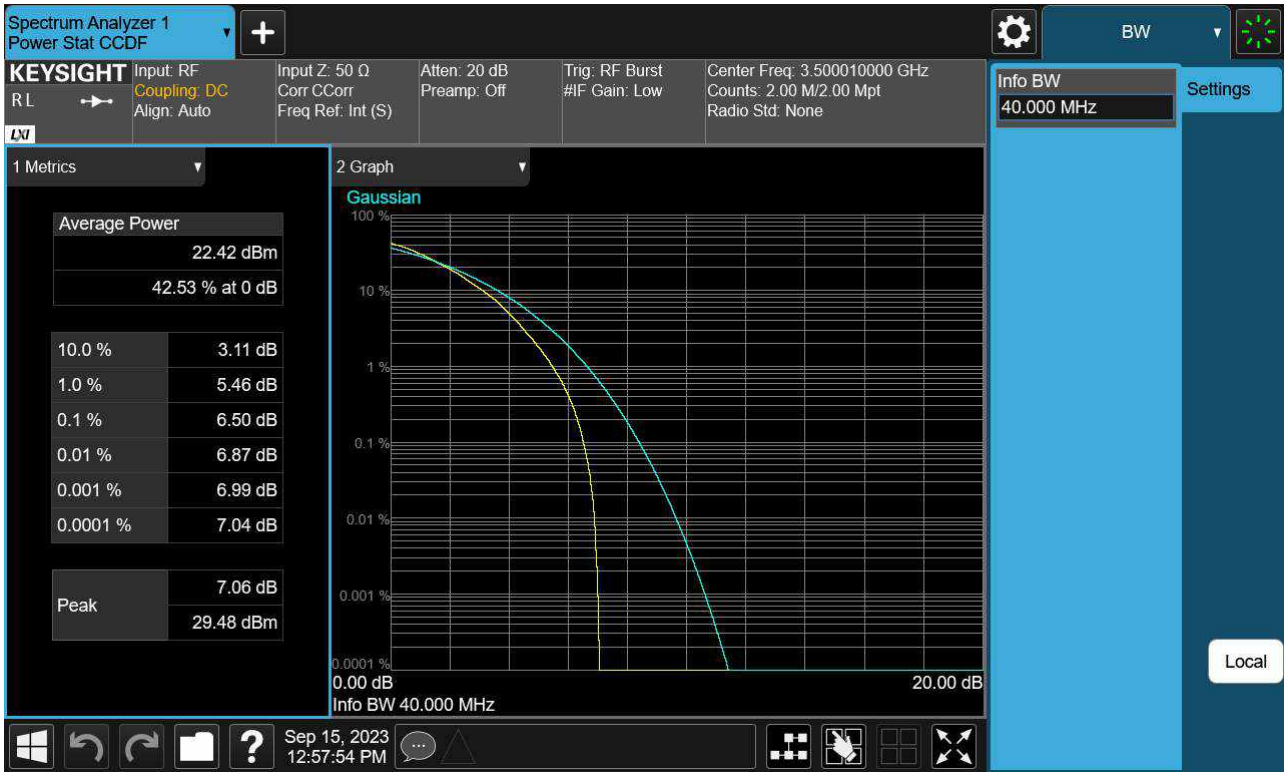 Spectrum Analyzer 1
Power Stat CCDF
+
BW
KEYSIGHT
RL
LXI
Input: RF
Coupling: DC
Align: Auto
Input Z: 50 Ω
Corr CCorr
Freq Ref: Int (S)
Atten: 20 dB
Preamp: Off
Trig: RF Burst
#IF Gain: Low
Center Freq: 3.500010000 GHz
Counts: 2.00 M/2.00 Mpt
Radio Std: None
Info BW
40.000 MHz
Settings
1 Metrics
Average Power
22.42 dBm
42.53 % at 0 dB
10.0 % 3.11 dB
1.0 % 5.46 dB
0.1 % 6.50 dB
0.01 % 6.87 dB
0.001 % 6.99 dB
0.0001 % 7.04 dB
Peak
7.06 dB
29.48 dBm
2 Graph
Gaussian
100 %
10 %
1 %
0.1 %
0.01 %
0.001 %
0.0001 %
0.00 dB 20.00 dB
Info BW 40.000 MHz
Local
?
Sep 15, 2023
12:57:54 PM